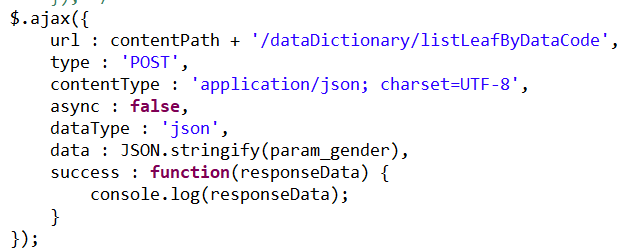 $.ajax({
    url : contentPath + '/dataDictionary/listLeafByDataCode',
    type : 'POST',
    contentType : 'application/json; charset=UTF-8',
    async : false,
    dataType : 'json',
    data : JSON.stringify(param_gender),
    success : function(responseData) {
        console.log(responseData);
    }
});